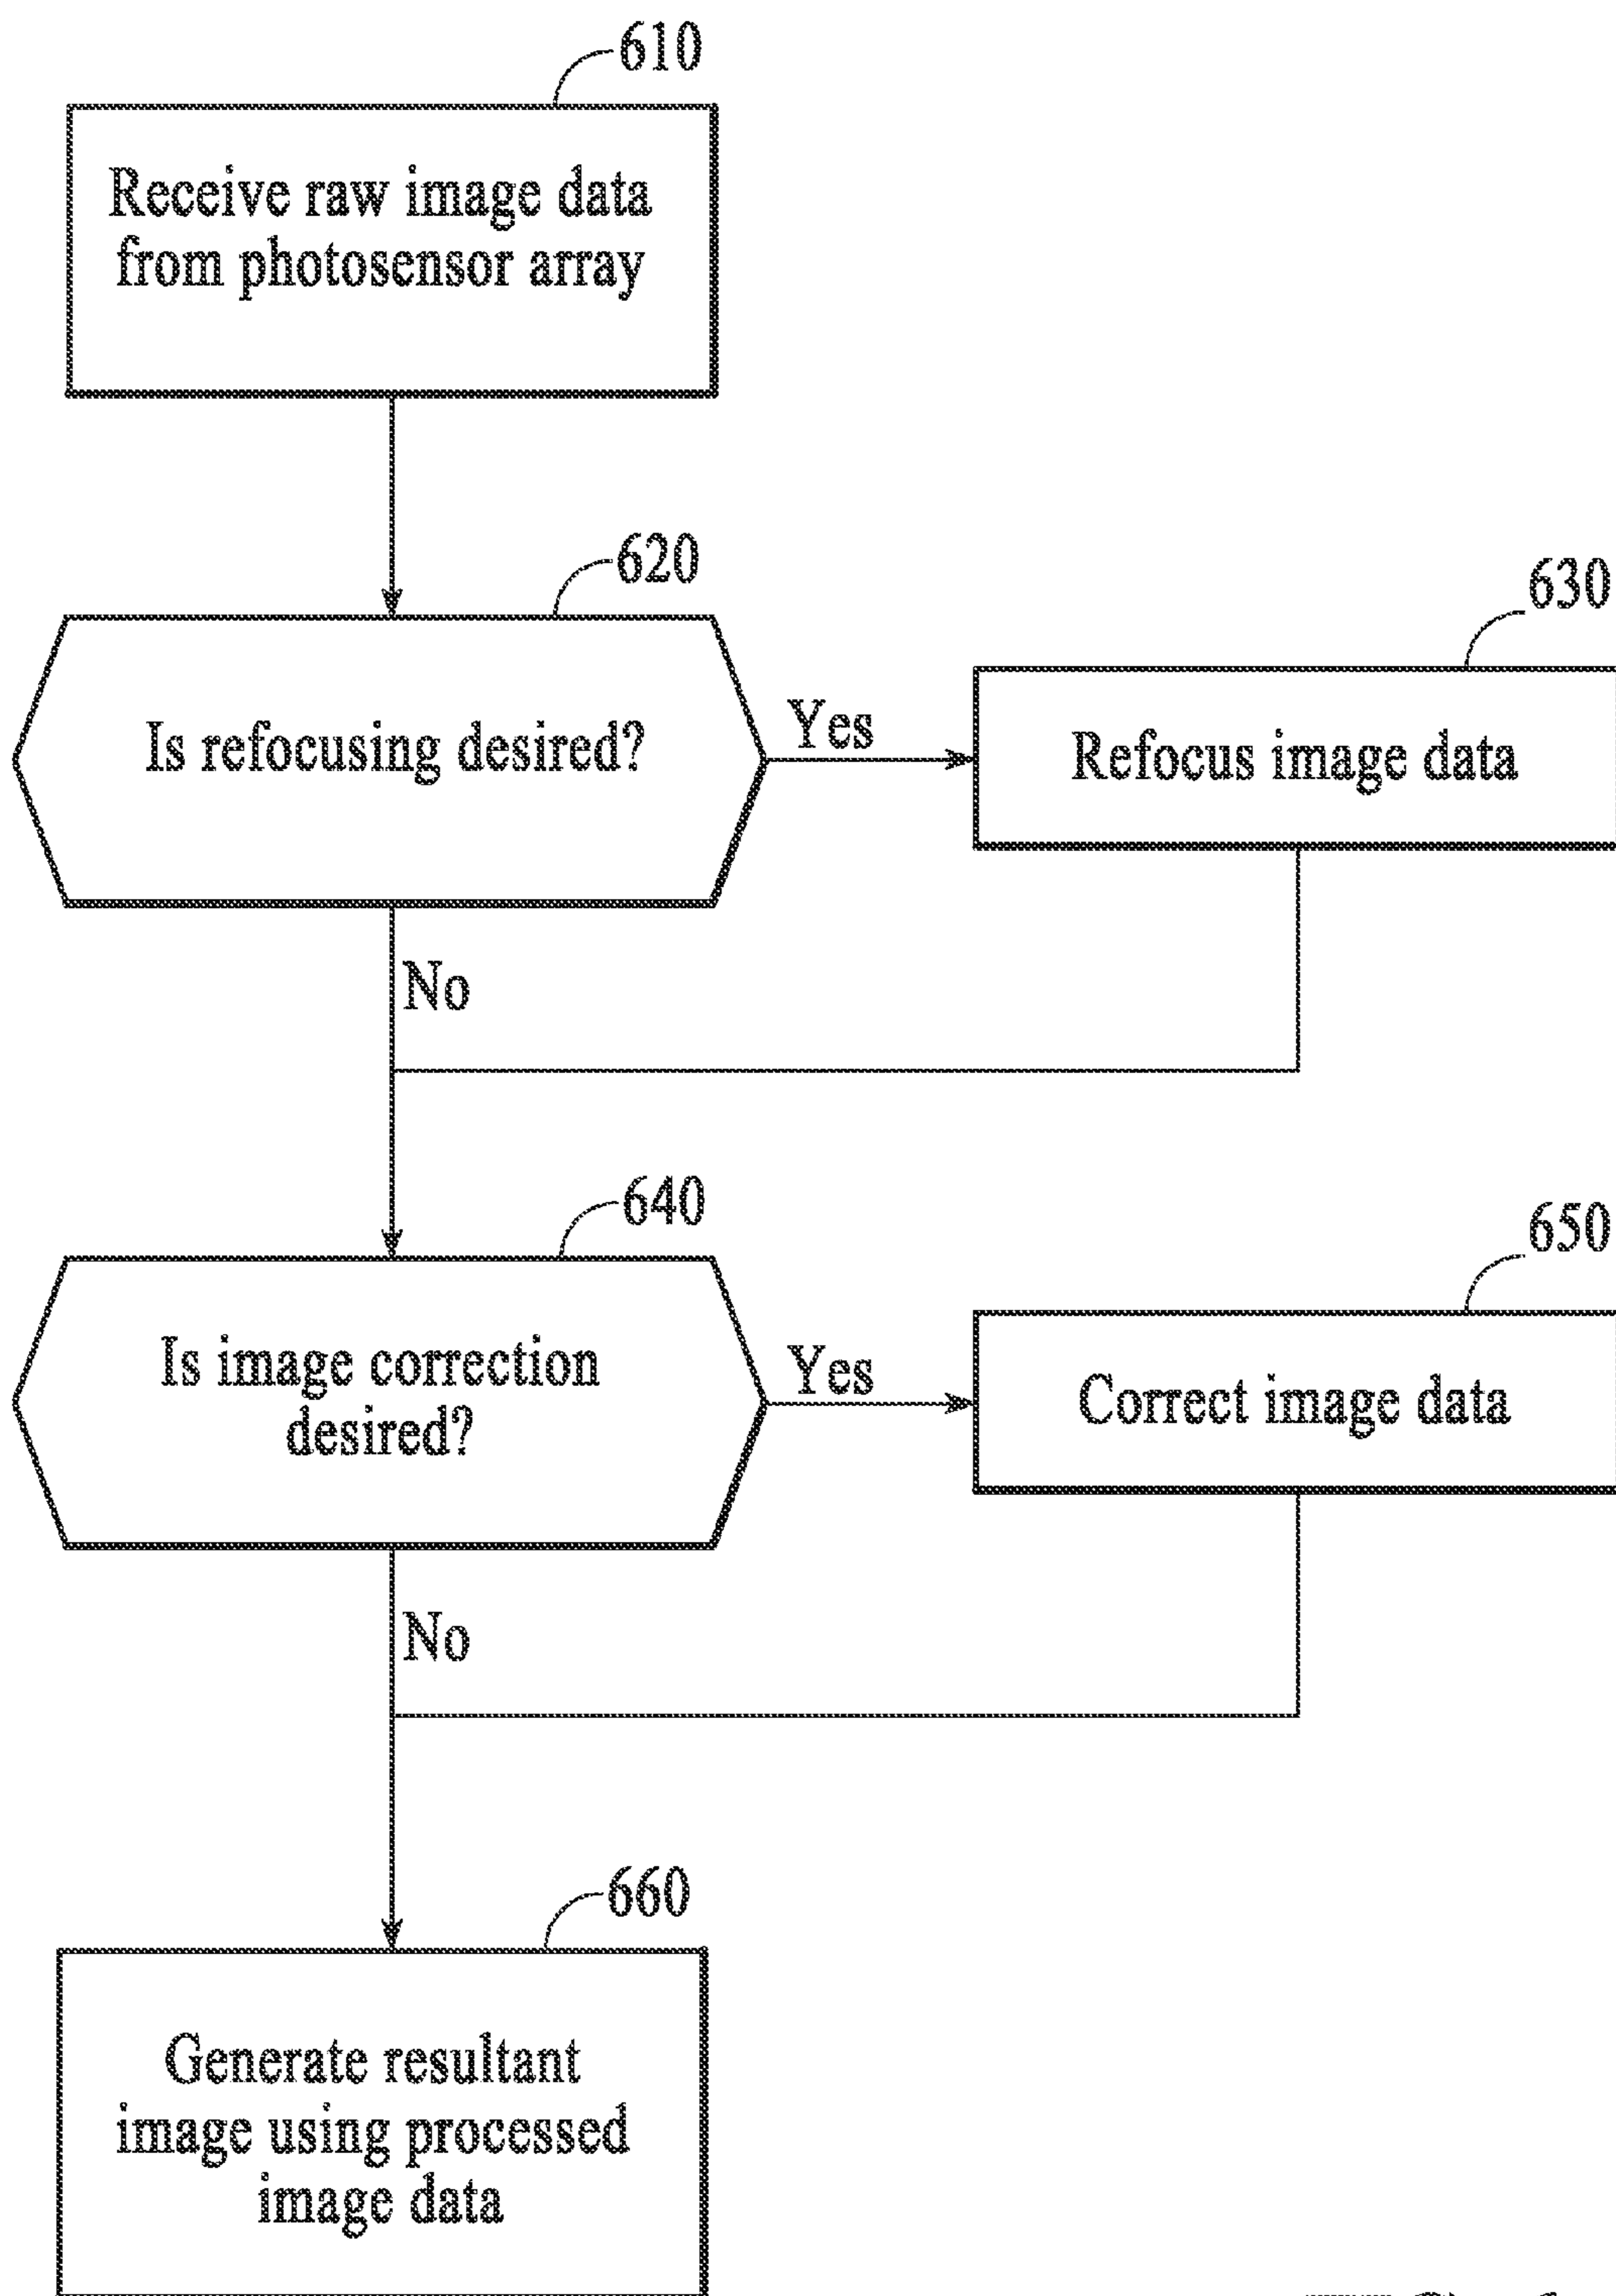 610
Receive raw image data
from photosensor array
620
Is refocusing desired?
Yes
630
Refocus image data
No
640
Is image correction
desired?
Yes
650
Correct image data
No
660
Generate resultant
image using processed
image data